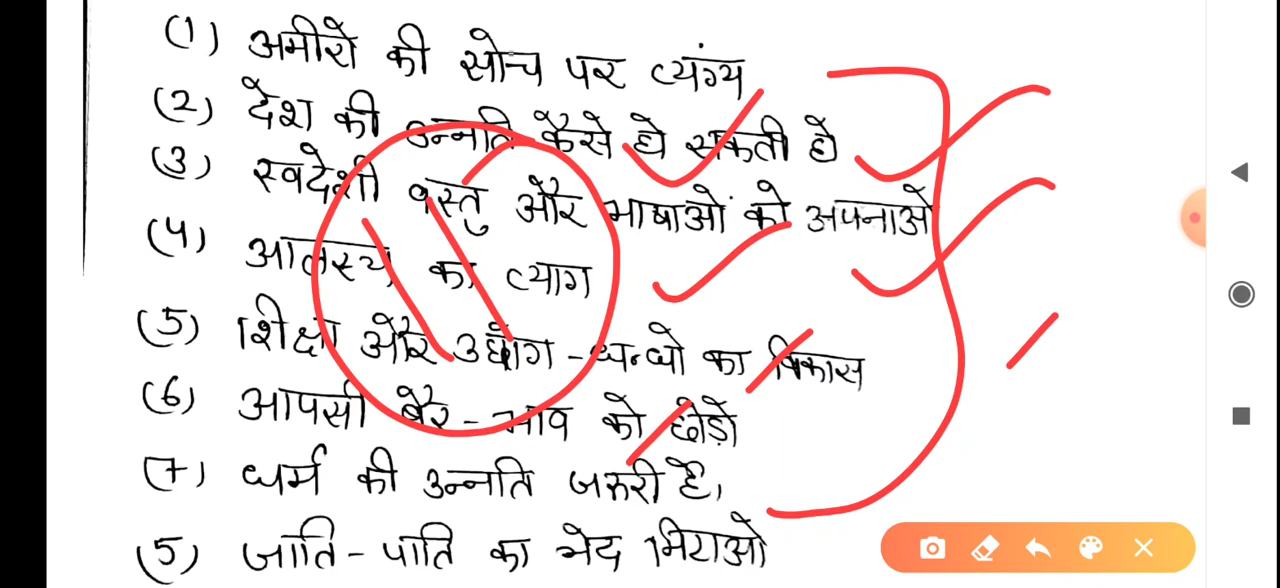 (1) अमीरों की सोच पर व्यंग्य
(2) देश की उन्नति कैसे हो सकती है
(3) स्वदेशी वस्तु और भाषाओं को अपनाओ
(4) आलस्य का त्याग
(5) शिक्षा और उद्योग-धन्धो का विकास
(6) आपसी बैर-भाव को छोड़ो
(7) धर्म की उन्नति जरुरी है।
(5) जाति-पाति का भेद मिटाओ